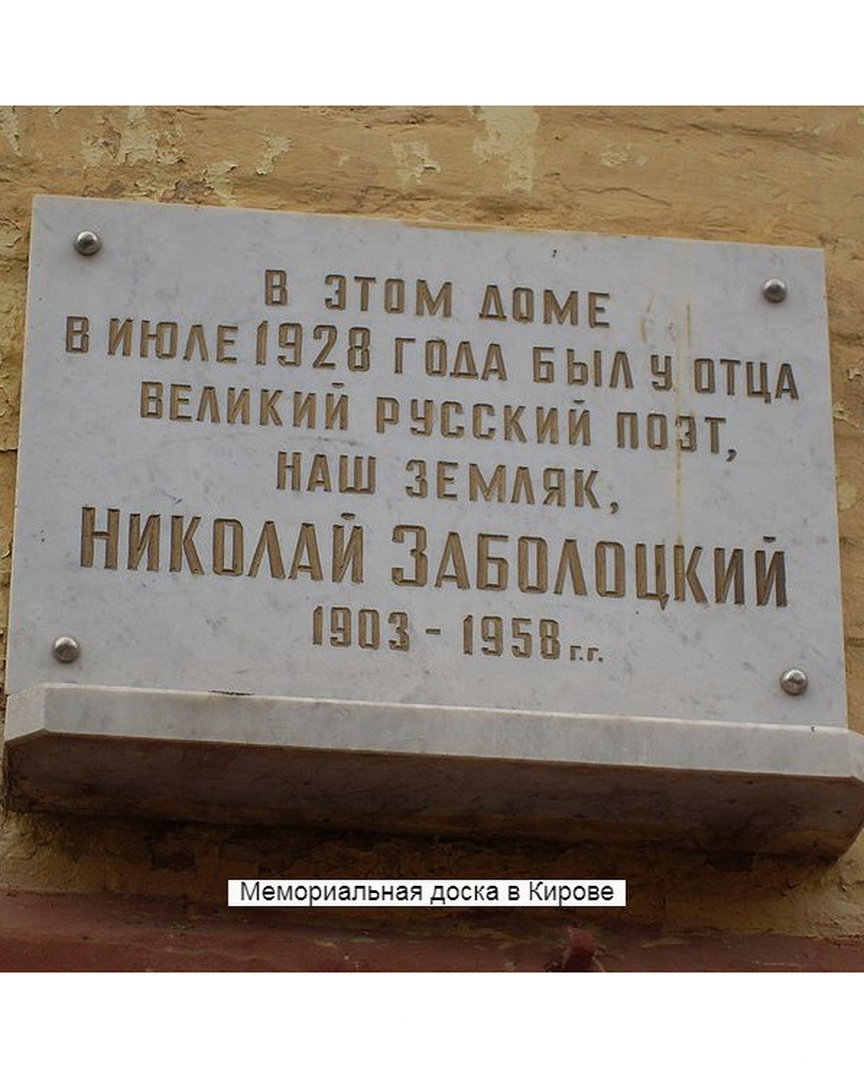 В ЭТОМ ДОМЕ
В ИЮЛЕ 1928 ГОДА БЫЛ У ОТЦА
ВЕЛИКИЙ РУССКИЙ ПОЭТ,
НАШ ЗЕМЛЯК,
НИКОЛАЙ ЗАБОЛОЦКИЙ
1903 - 1958 г.г.
Мемориальная доска в Кирове